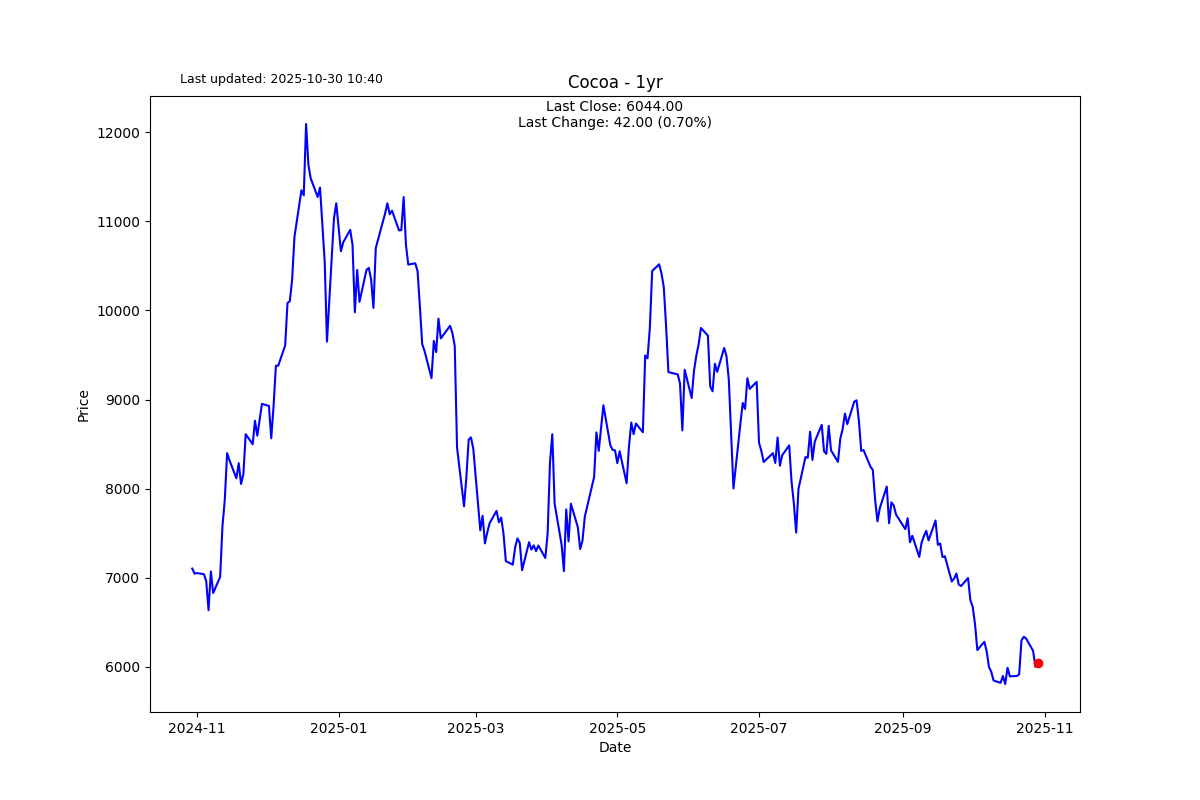 Last updated: 2025-10-30 10:40
Cocoa - 1yr
Last Close: 6044.00
Last Change: 42.00 (0.70%)
12000
11000
10000
9000
8000
7000
6000
Price
2024-11 2025-01 2025-03 2025-05 2025-07 2025-09 2025-11
Date